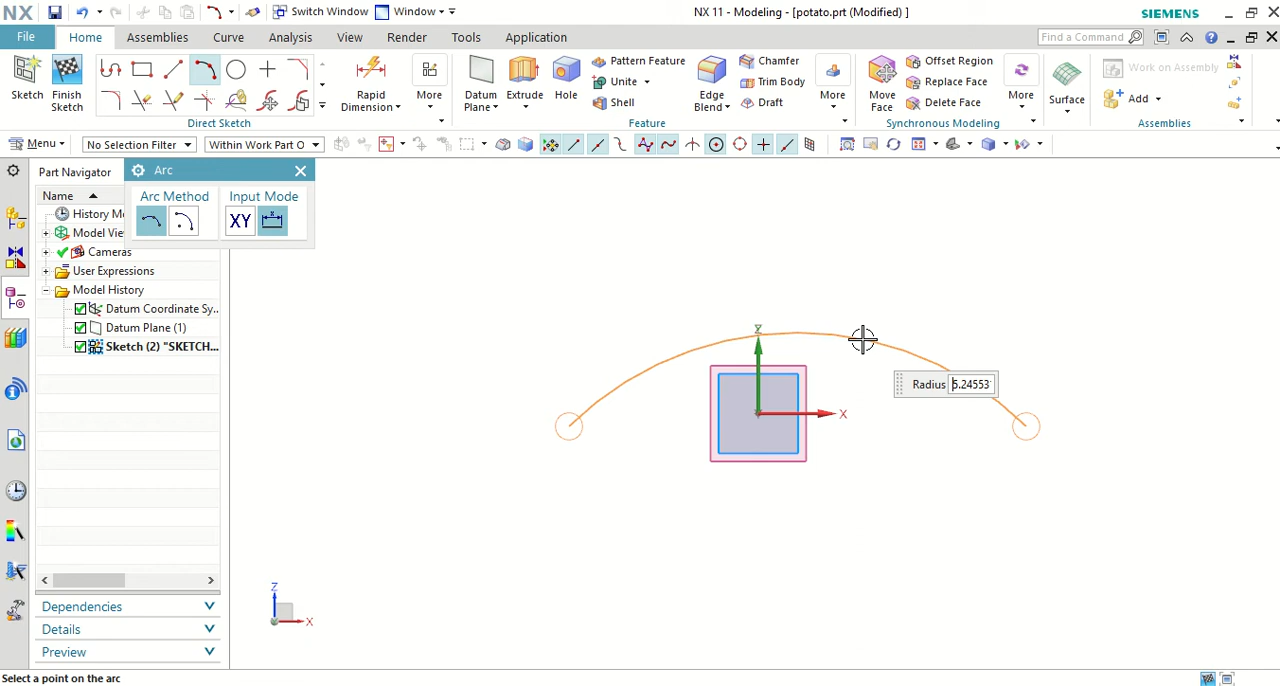 NX
Switch Window
Window
NX 11 - Modeling - [potato.prt (Modified) ]
SIEMENS
File
Home
Assemblies
Curve
Analysis
View
Render
Tools
Application
Find a Command
Sketch
Finish
Sketch
Direct Sketch
Rapid
Dimension
More
Datum
Plane
Extrude
Hole
Pattern Feature
Unite
Shell
Edge
Blend
Chamfer
Trim Body
Draft
More
Feature
Move
Face
Offset Region
Replace Face
Delete Face
More
Synchronous Modeling
Surface
Work on Assembly
Add
Assemblies
Menu
No Selection Filter
Within Work Part O
Part Navigator
Name
History M
Model Vie
Cameras
User Expressions
Model History
Datum Coordinate Sy...
Datum Plane (1)
Sketch (2) "SKETCH...
Dependencies
Details
Preview
Arc
Arc Method
Input Mode
XY
Z
X
Radius 5.24553
Z
X
Select a point on the arc